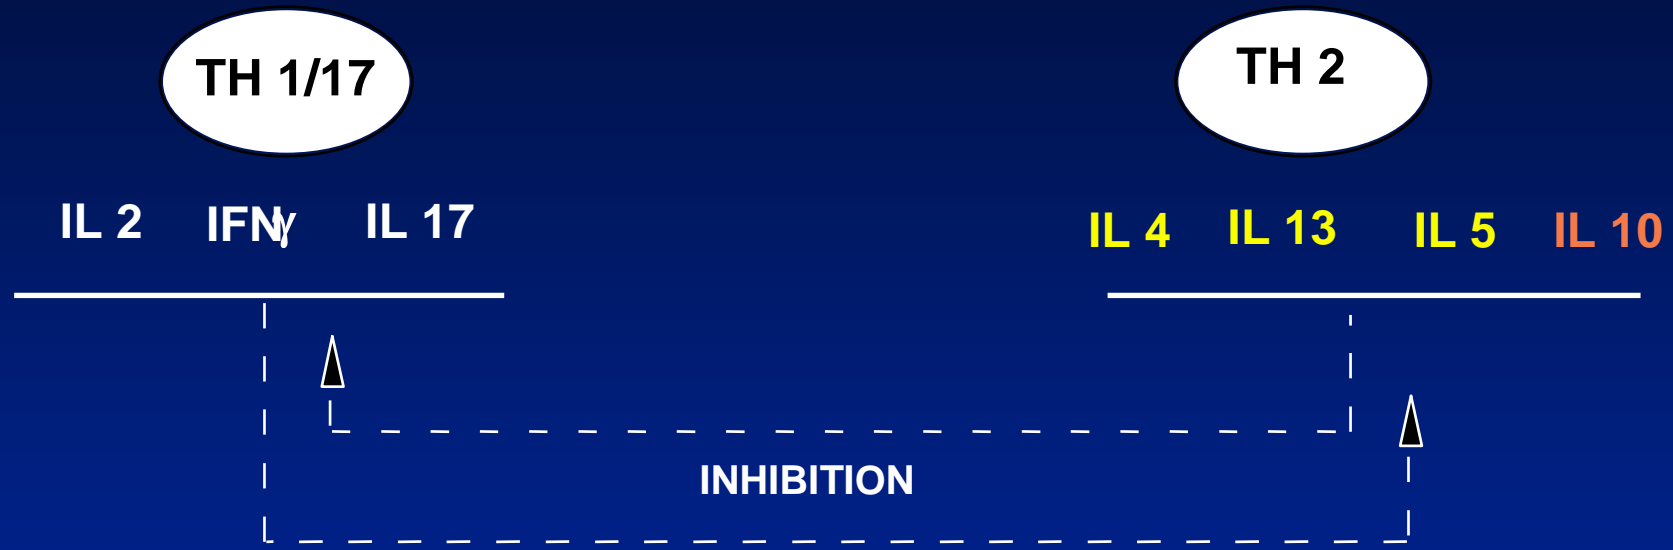 TH 1/17
TH 2
IL 2 IFNγ IL 17
IL 4 IL 13 IL 5 IL 10
INHIBITION